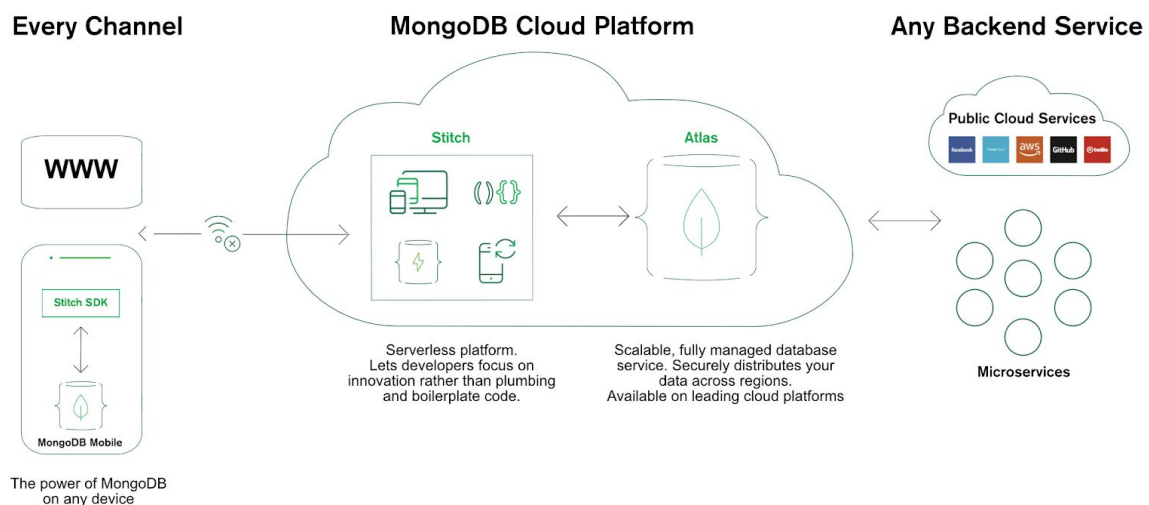 Every Channel
MongoDB Cloud Platform
Any Backend Service
WWW
Stitch SDK
MongoDB Mobile
The power of MongoDB
on any device
Stitch
(){}
Serverless platform.
Lets developers focus on
innovation rather than plumbing
and boilerplate code.
Atlas
Scalable, fully managed database
service. Securely distributes your
data across regions.
Available on leading cloud platforms
Public Cloud Services
facebook
aws
GitHub
twilio
Microservices